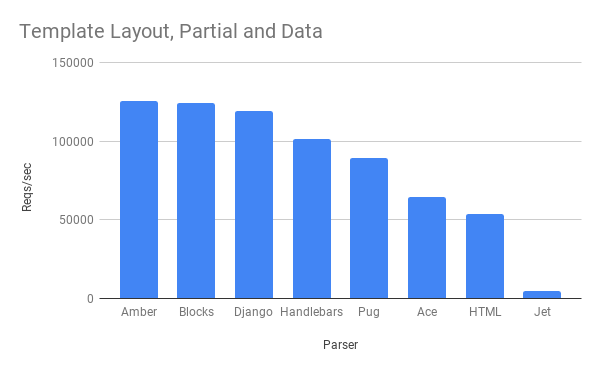 Template Layout, Partial and Data
150000
100000
50000
0
Reqs/sec
Amber Blocks Django Handlebars Pug Ace HTML Jet
Parser